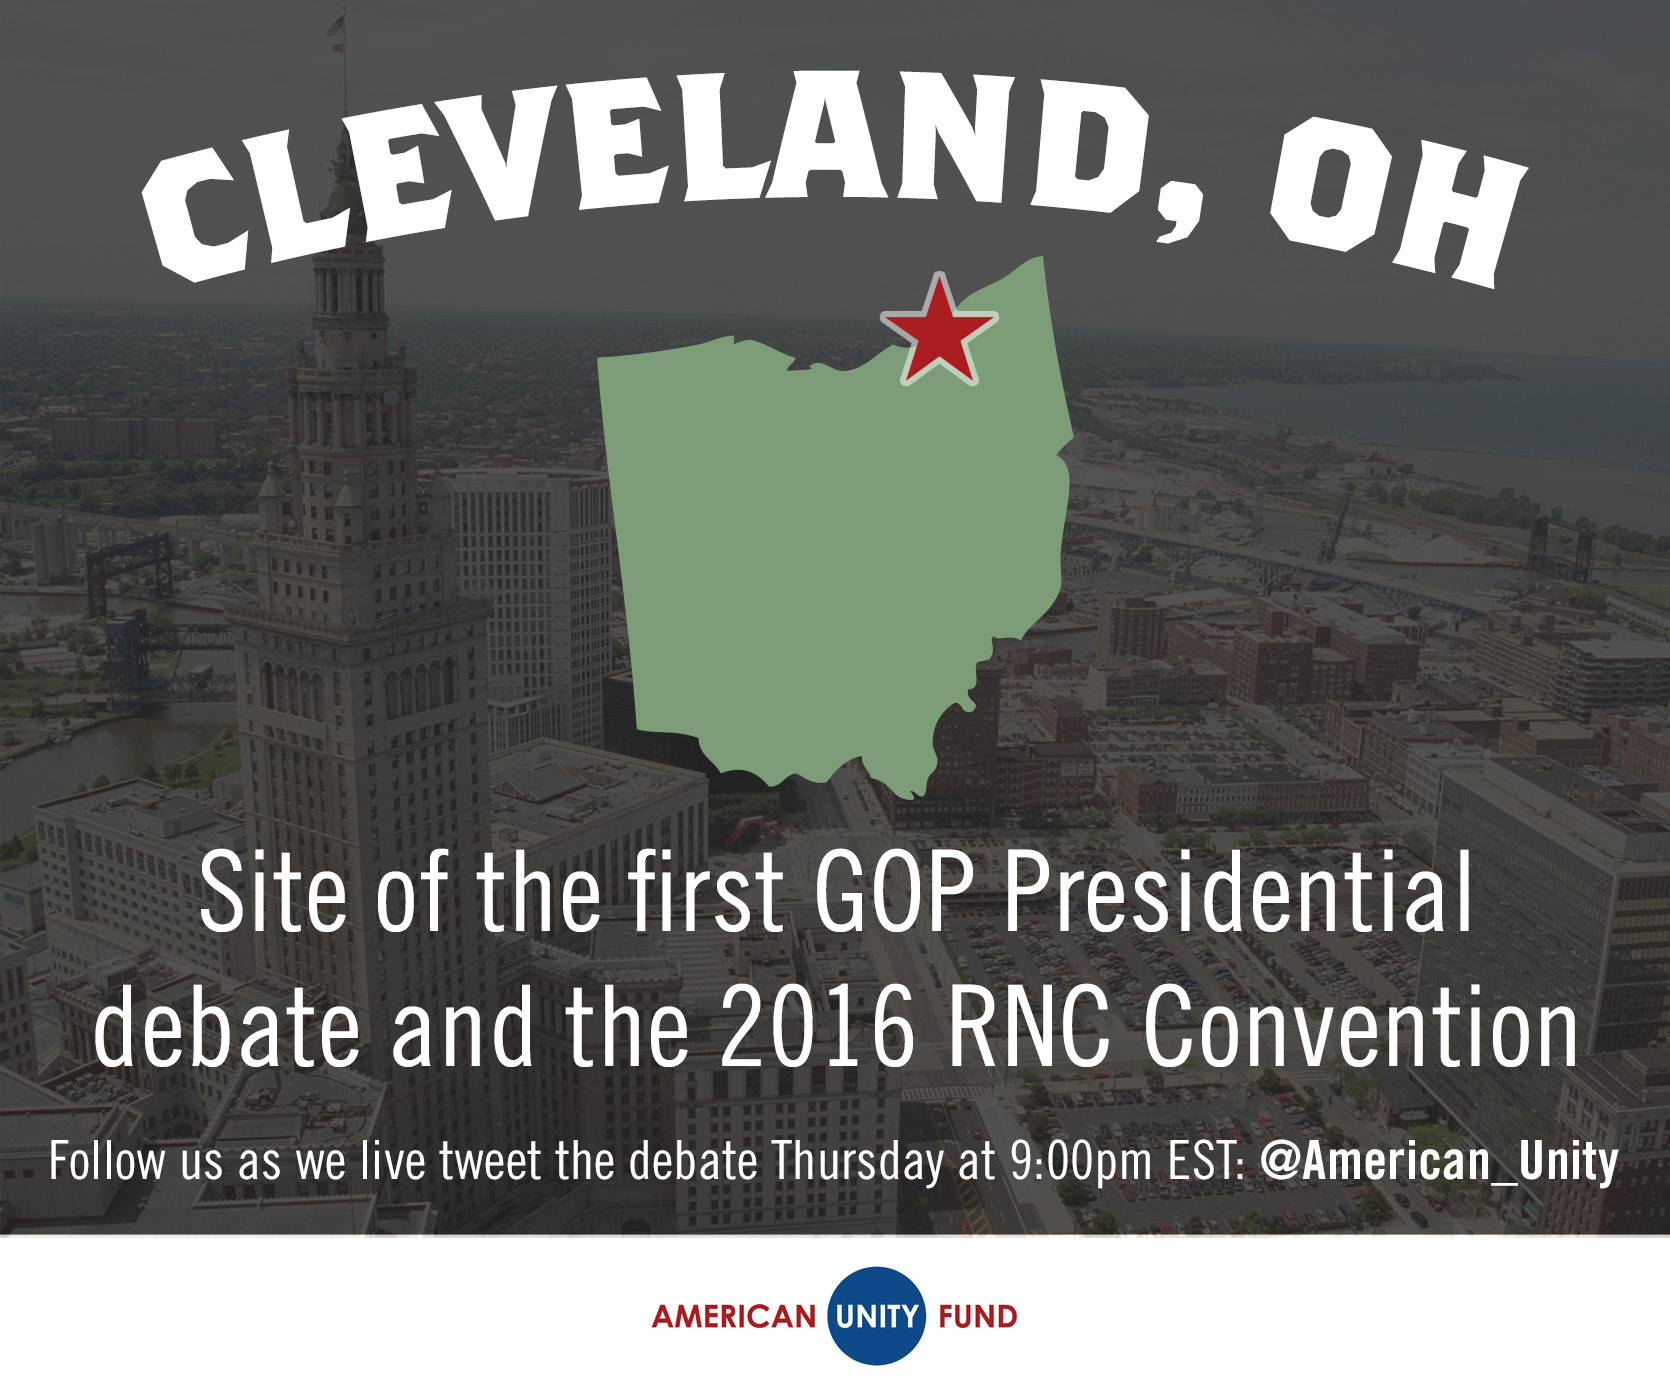 CLEVELAND, OH
Site of the first GOP Presidential
debate and the 2016 RNC Convention
Follow us as we live tweet the debate Thursday at 9:00pm EST: @American_Unity
AMERICAN UNITY FUND